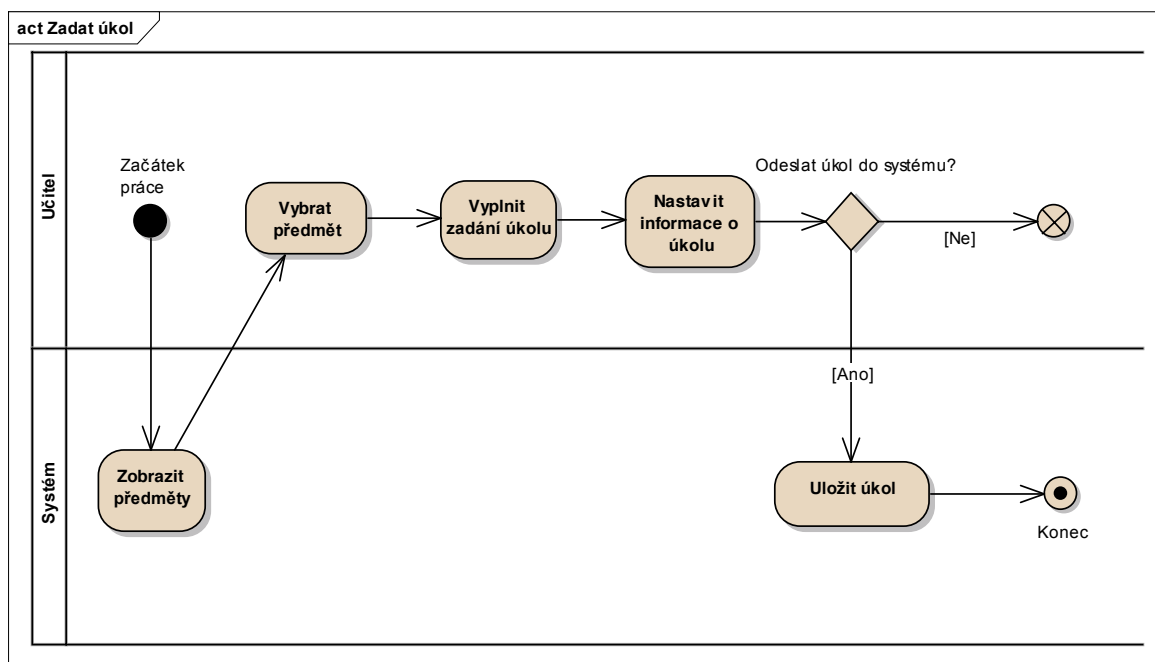 act Zadat úkol
Učitel
Začátek
práce
Vybrat
předmět
Vyplnit
zadání úkolu
Nastavit
informace o
úkolu
Odeslat úkol do systému?
[Ne]
[Ano]
Systém
Zobrazit
předměty
Uložit úkol
Konec